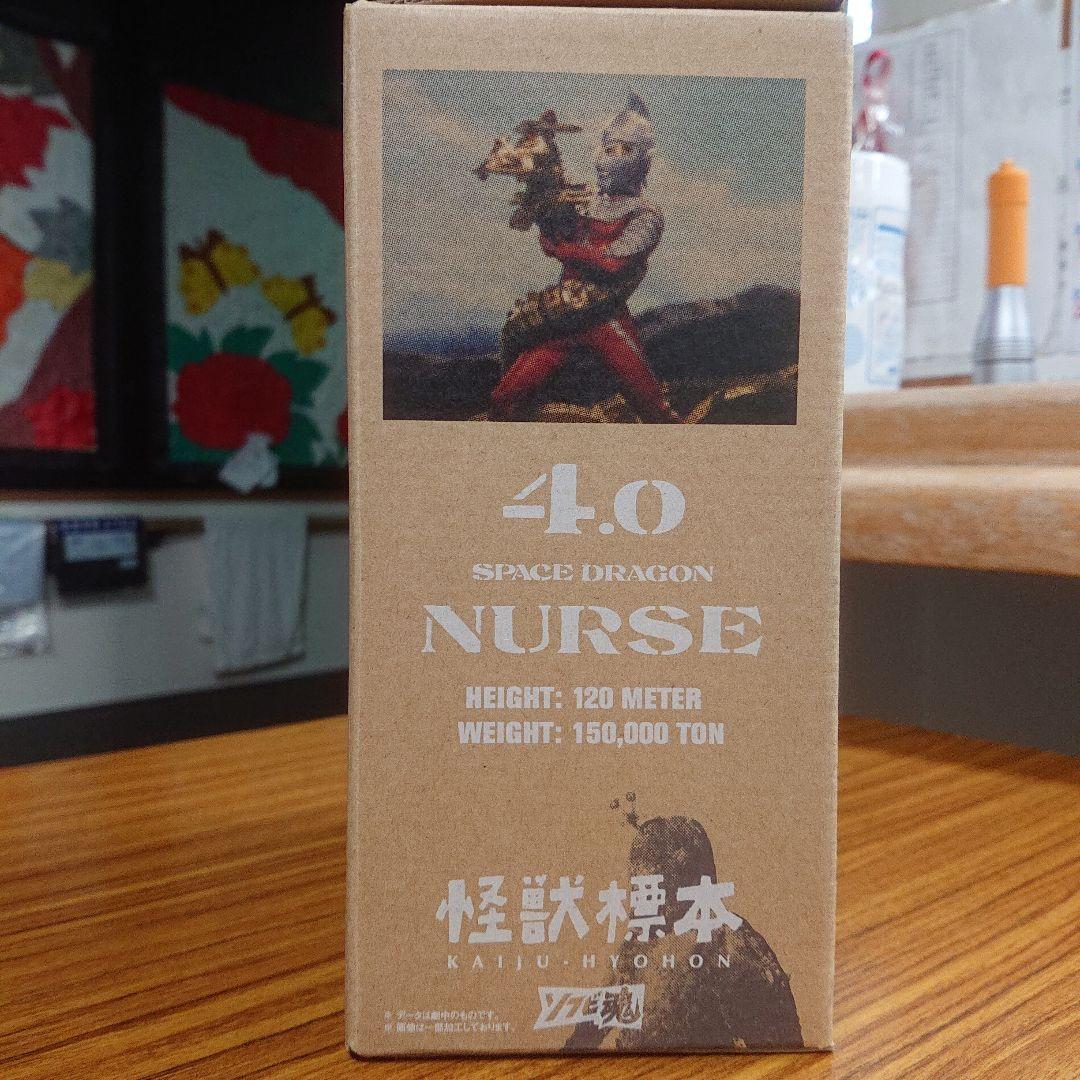 4.0
SPACE DRAGON
NURSE
HEIGHT: 120 METER
WEIGHT: 150,000 TON
怪獣標本
KAIJU-HYOHON
ソフビ魂
※ データは劇中のものです。
※ 画像は一部加工しております。